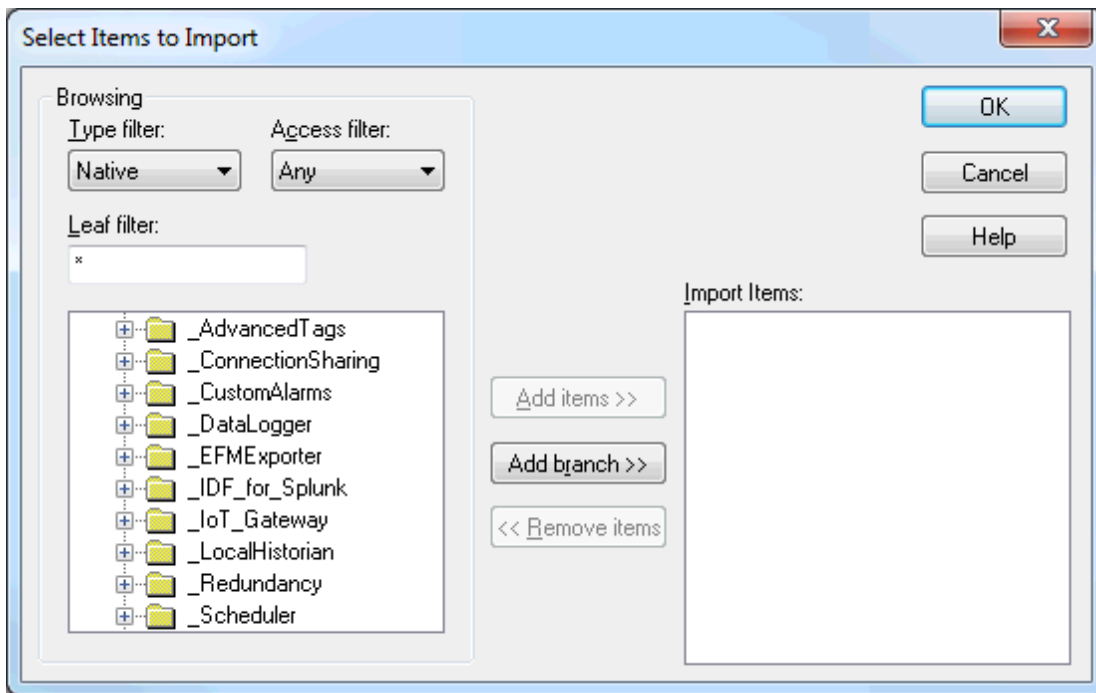 Select Items to Import
Browsing
Type filter:
Access filter:
Native
Any
Leaf filter:
*
_AdvancedTags
_ConnectionSharing
_CustomAlarms
_DataLogger
_EFMExporter
_IDF_for_Splunk
_IoT_Gateway
_LocalHistorian
_Redundancy
_Scheduler
Add items >>
Add branch >>
<< Remove items
OK
Cancel
Help
Import Items: